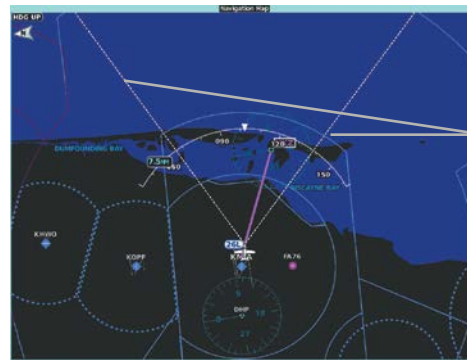 Navigation Map
HDG UP
090
120
DUMFOUNDING BAY
7.5NM
060
150
BISCAYNE BAY
26L
KHWO
KOPF
FA76
DHP